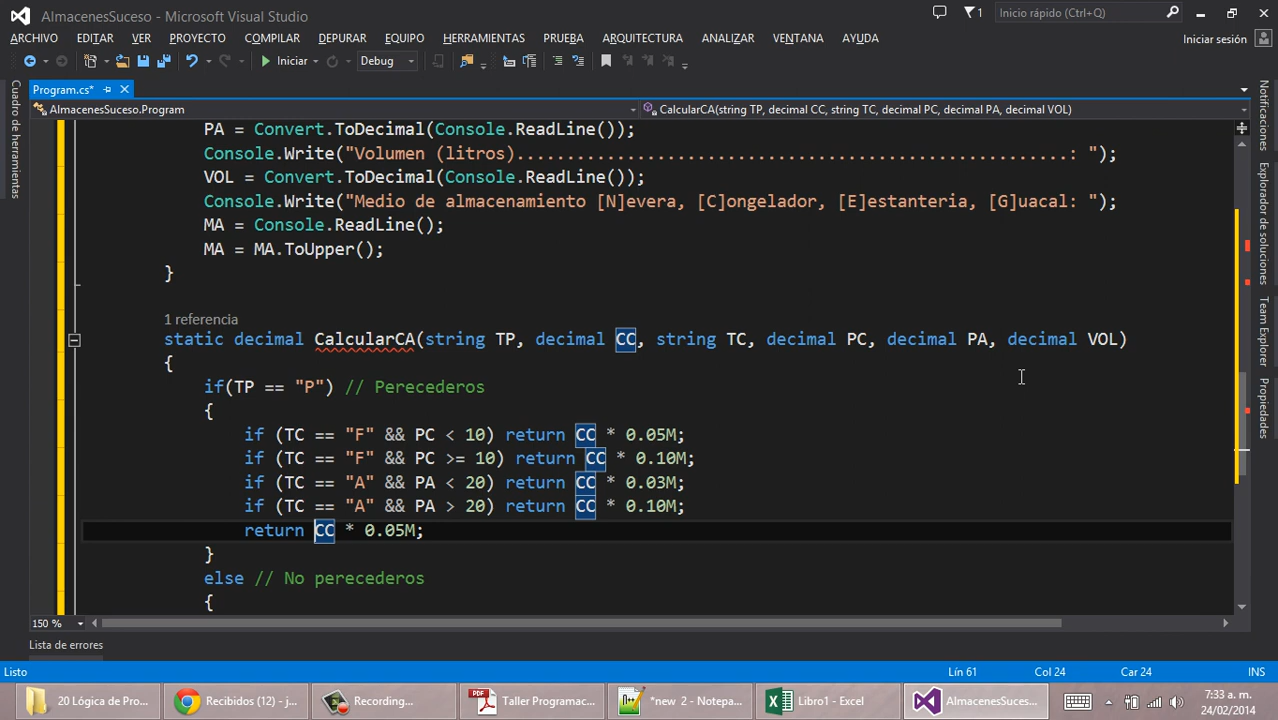 AlmacenesSuceso - Microsoft Visual Studio
1
Inicio rápido (Ctrl+Q)
ARCHIVO EDITAR VER PROYECTO COMPILAR DEPURAR EQUIPO HERRAMIENTAS PRUEBA ARQUITECTURA ANALIZAR VENTANA AYUDA
Iniciar sesión
Iniciar
Debug
Program.cs*
AlmacenesSuceso.Program
CalcularCA(string TP, decimal CC, string TC, decimal PC, decimal PA, decimal VOL)
Cuadro de herramientas
PA = Convert.ToDecimal(Console.ReadLine());
Console.Write("Volumen (litros).......................................................: ");
VOL = Convert.ToDecimal(Console.ReadLine());
Console.Write("Medio de almacenamiento [N]evera, [C]ongelador, [E]estanteria, [G]uacal: ");
MA = Console.ReadLine();
MA = MA.ToUpper();
}
1 referencia
static decimal CalcularCA(string TP, decimal CC, string TC, decimal PC, decimal PA, decimal VOL)
{
if(TP == "P") // Perecederos
{
if (TC == "F" && PC < 10) return CC * 0.05M;
if (TC == "F" && PC >= 10) return CC * 0.10M;
if (TC == "A" && PA < 20) return CC * 0.03M;
if (TC == "A" && PA > 20) return CC * 0.10M;
return CC * 0.05M;
}
else // No perecederos
{
Notificaciones
Explorador de soluciones
Team Explorer
Propiedades
150 %
Lista de errores
Listo
Lín 61
Col 24
Car 24
INS
20 Lógica de Pro...
Recibidos (12) - j...
Recording...
Taller Programac...
*new 2 - Notepa...
Libro1 - Excel
AlmacenesSuces...
7:33 a. m.
24/02/2014